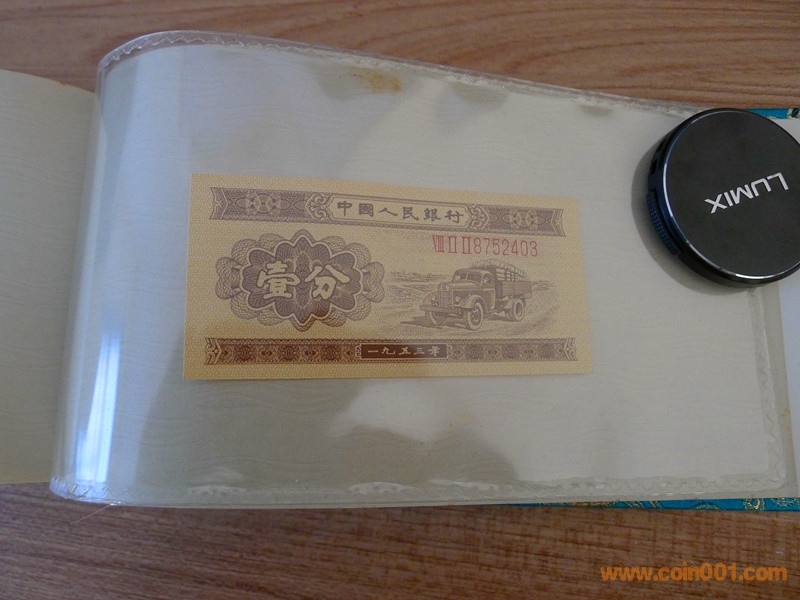 中國人民銀行
VIII II II 8752403
壹分
一九五三年
LUMIX
www.coin001.com